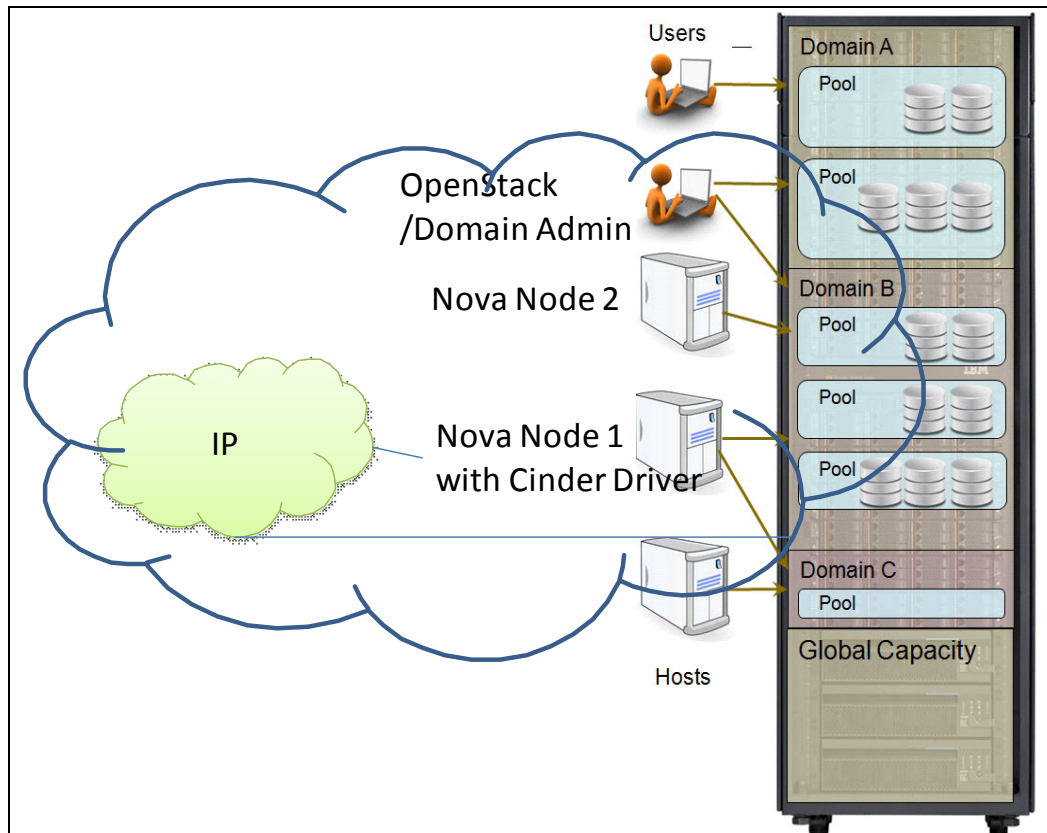 Users
Domain A
Pool
OpenStack
/Domain Admin
Pool
Nova Node 2
Domain B
Pool
IBM
Pool
IP
Nova Node 1
with Cinder Driver
Pool
Domain C
Pool
Global Capacity
Hosts